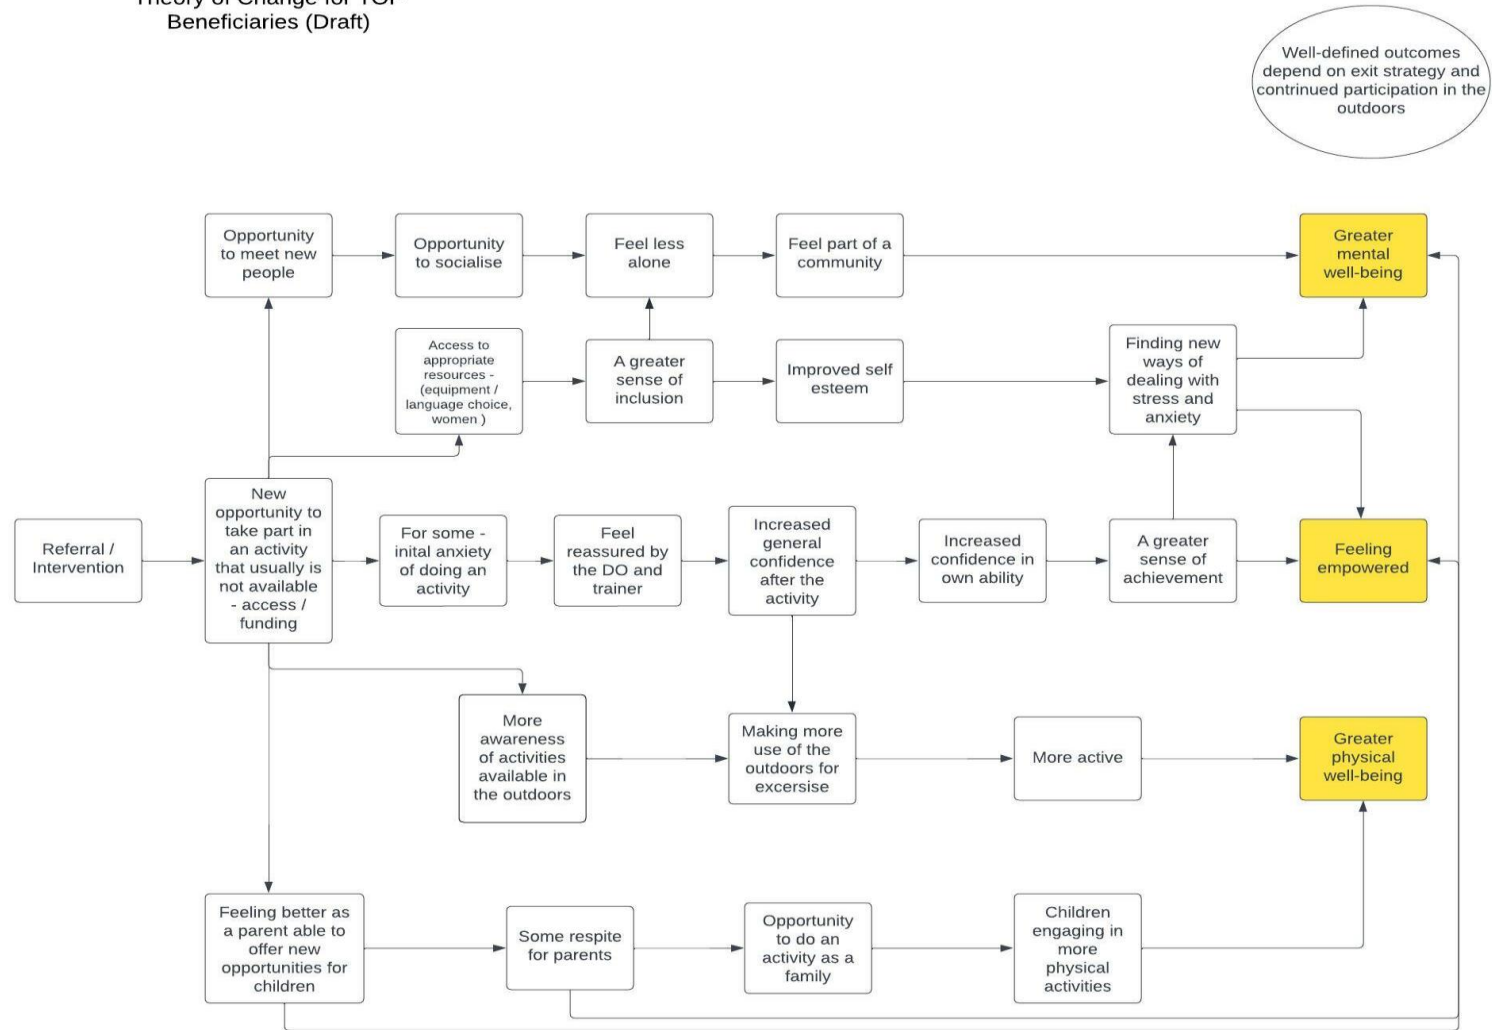 Theory of Change for TOP
Beneficiaries (Draft)
Well-defined outcomes
depend on exit strategy and
contrinued participation in the
outdoors
Opportunity
to meet new
people
Opportunity
to socialise
Feel less
alone
Feel part of a
community
Greater
mental
well-being
Access to
appropriate
resources -
(equipment /
language choice,
women )
A greater
sense of
inclusion
Improved self
esteem
Finding new
ways of
dealing with
stress and
anxiety
Referral /
Intervention
New
opportunity to
take part in
an activity
that usually is
not available
- access /
funding
For some -
inital anxiety
of doing an
activity
Feel
reassured by
the DO and
trainer
Increased
general
confidence
after the
activity
Increased
confidence in
own ability
A greater
sense of
achievement
Feeling
empowered
More
awareness
of activities
available in
the outdoors
Making more
use of the
outdoors for
excersise
More active
Greater
physical
well-being
Feeling better as
a parent able to
offer new
opportunities for
children
Some respite
for parents
Opportunity
to do an
activity as a
family
Children
engaging in
more
physical
activities